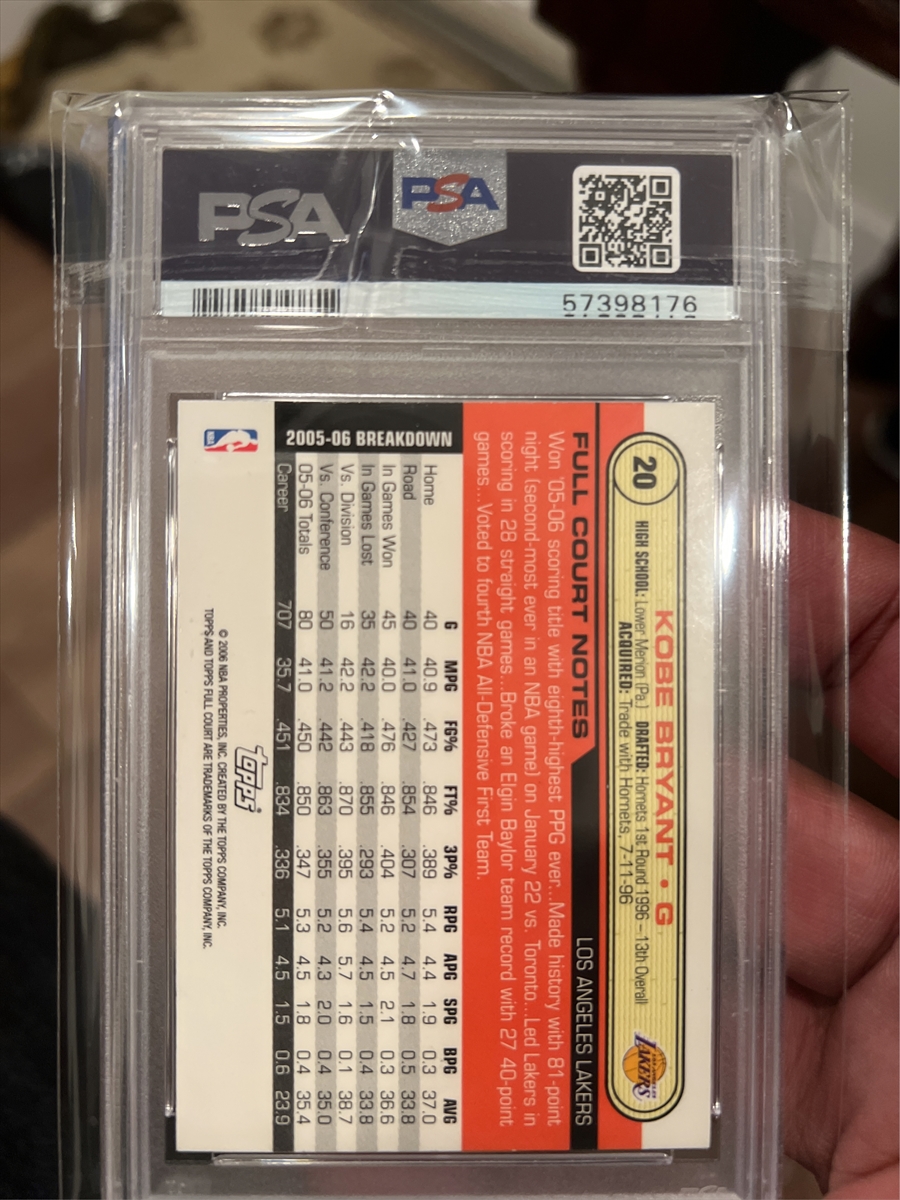 PSA
PSA
57398176
20
KOBE BRYANT • G
HIGH SCHOOL: Lower Merion (Pa.) DRAFTED: Hornets 1st Round 1996 – 13th Overall
ACQUIRED: Trade with Hornets, 7-11-96
LAKERS
FULL COURT NOTES
LOS ANGELES LAKERS
Won '05-06 scoring title with eighth-highest PPG ever...Made history with 81-point
night (second-most ever in an NBA game) on January 22 vs. Toronto...Led Lakers in
scoring in 28 straight games...Broke an Elgin Baylor team record with 27 40-point
games...Voted to fourth NBA All-Defensive First Team.
2005-06 BREAKDOWN G MPG FG% FT% 3P% RPG APG SPG BPG AVG
Home 40 40.9 .473 .846 .389 5.4 4.4 1.9 0.3 37.0
Road 40 41.0 .427 .854 .307 5.2 4.7 1.8 0.5 33.8
In Games Won 45 40.0 .476 .846 .404 5.2 4.5 2.1 0.3 36.6
In Games Lost 35 42.2 .418 .855 .293 5.4 4.5 1.5 0.4 33.8
Vs. Division 16 42.2 .443 .870 .395 5.6 5.7 1.6 0.1 38.7
Vs. Conference 50 41.2 .442 .863 .355 5.2 4.3 2.0 0.4 35.0
05-06 Totals 80 41.0 .450 .850 .347 5.3 4.5 1.8 0.4 35.4
Career 707 35.7 .451 .834 .336 5.1 4.5 1.5 0.6 23.9
topps
© 2006 NBA PROPERTIES, INC. CREATED BY THE TOPPS COMPANY, INC.
TOPPS AND TOPPS FULL COURT ARE TRADEMARKS OF THE TOPPS COMPANY, INC.